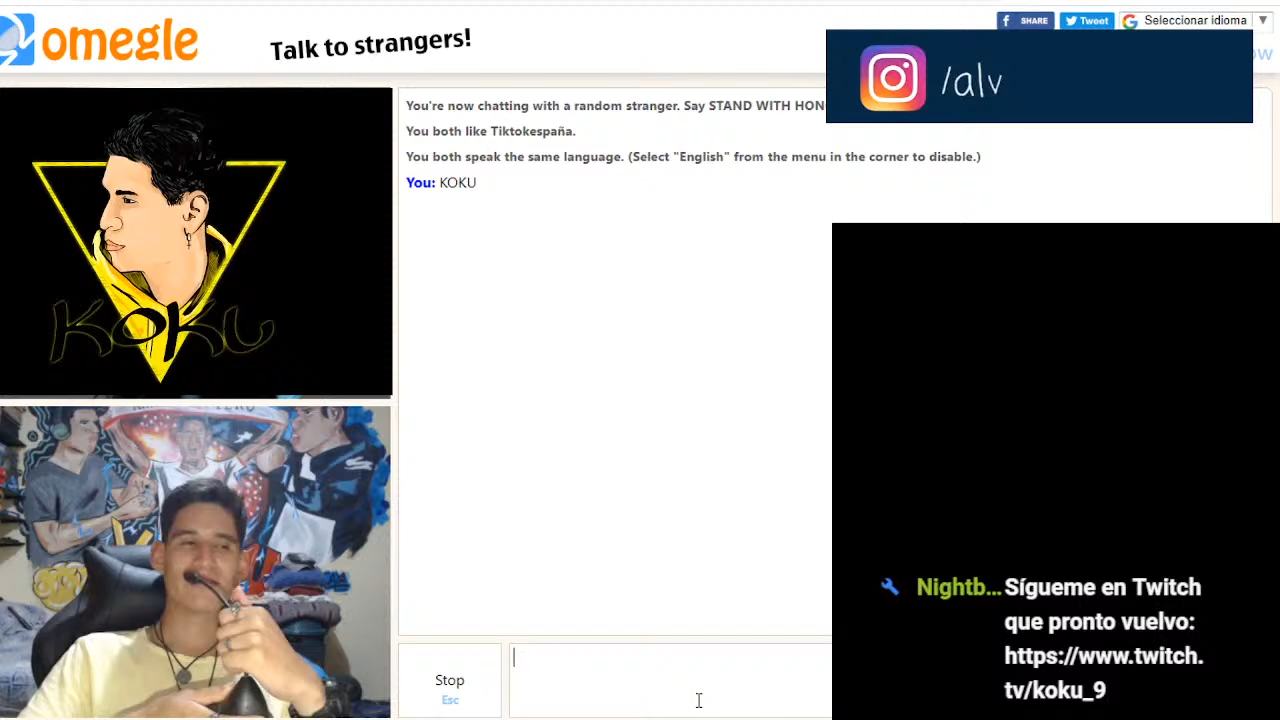 omegle
Talk to strangers!
SHARE
Tweet
Seleccionar idioma
/alv
You're now chatting with a random stranger. Say STAND WITH HON
You both like Tiktokespaña.
You both speak the same language. (Select "English" from the menu in the corner to disable.)
You: KOKU
KOKU
Stop
Esc
Nightb... Sígueme en Twitch
que pronto vuelvo:
https://www.twitch.
tv/koku_9